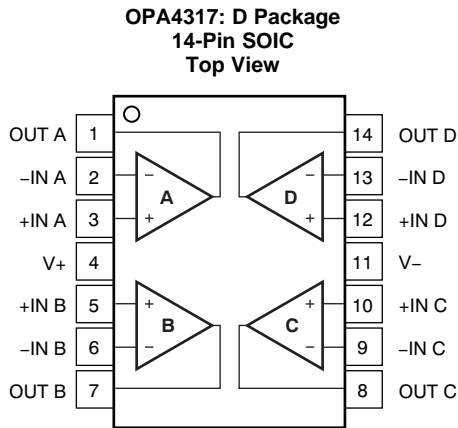 OPA4317: D Package
14-Pin SOIC
Top View
OUT A 1 14 OUT D
−IN A 2 − − 13 −IN D
A D
+IN A 3 + + 12 +IN D
V+ 4 11 V−
+IN B 5 + + 10 +IN C
B C
−IN B 6 − − 9 −IN C
OUT B 7 8 OUT C